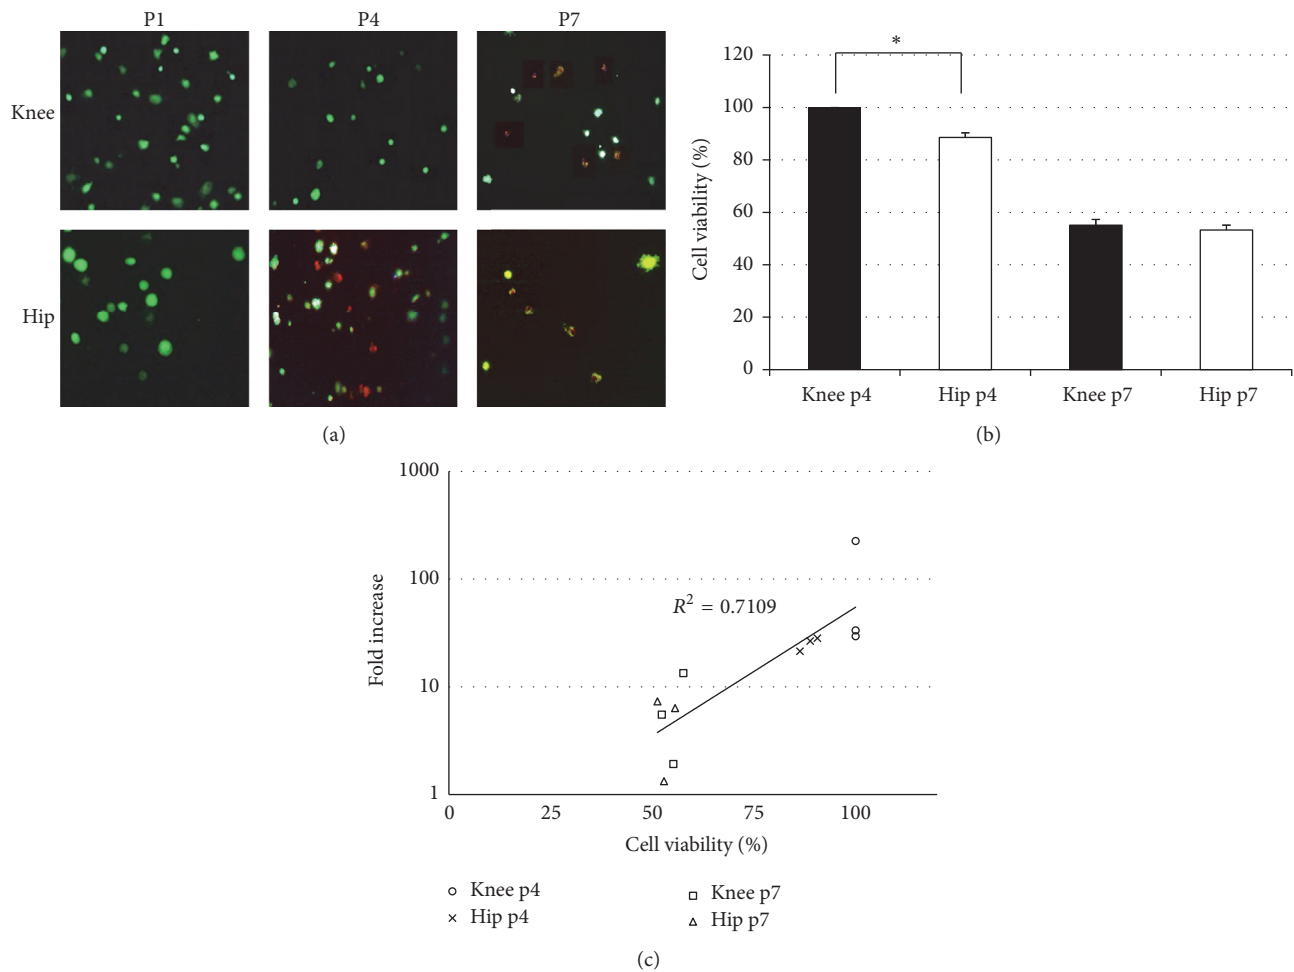 P1 P4 P7
Knee
Hip
(a)
*
120
100
80
60
40
20
0
Cell viability (%)
Knee p4 Hip p4 Knee p7 Hip p7
(b)
1000
100
10
1
Fold increase
R² = 0.7109
0 25 50 75 100
Cell viability (%)
Knee p4 Knee p7
Hip p4 Hip p7
(c)